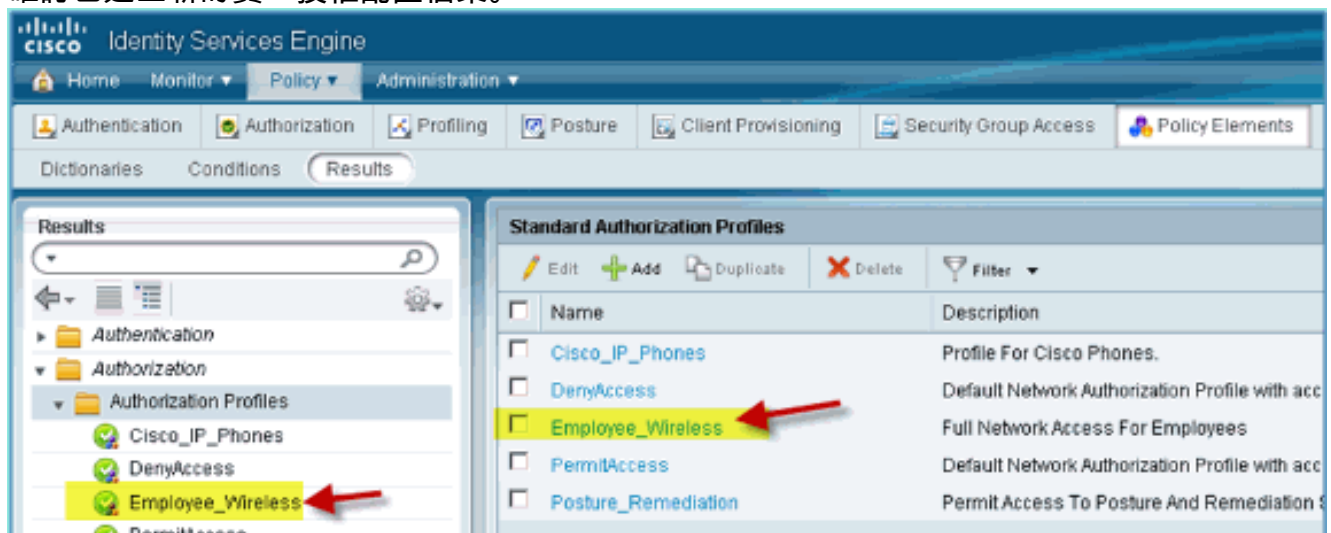 cisco Identity Services Engine
Home Monitor Policy Administration
Authentication Authorization Profiling Posture Client Provisioning Security Group Access Policy Elements
Dictionaries Conditions Results
Results
Authentication
Authorization
Authorization Profiles
Cisco_IP_Phones
DenyAccess
Employee_Wireless
PermitAccess
Standard Authorization Profiles
Edit Add Duplicate Delete Filter
Name Description
Cisco_IP_Phones Profile For Cisco Phones.
DenyAccess Default Network Authorization Profile with acc
Employee_Wireless Full Network Access For Employees
PermitAccess Default Network Authorization Profile with acc
Posture_Remediation Permit Access To Posture And Remediation